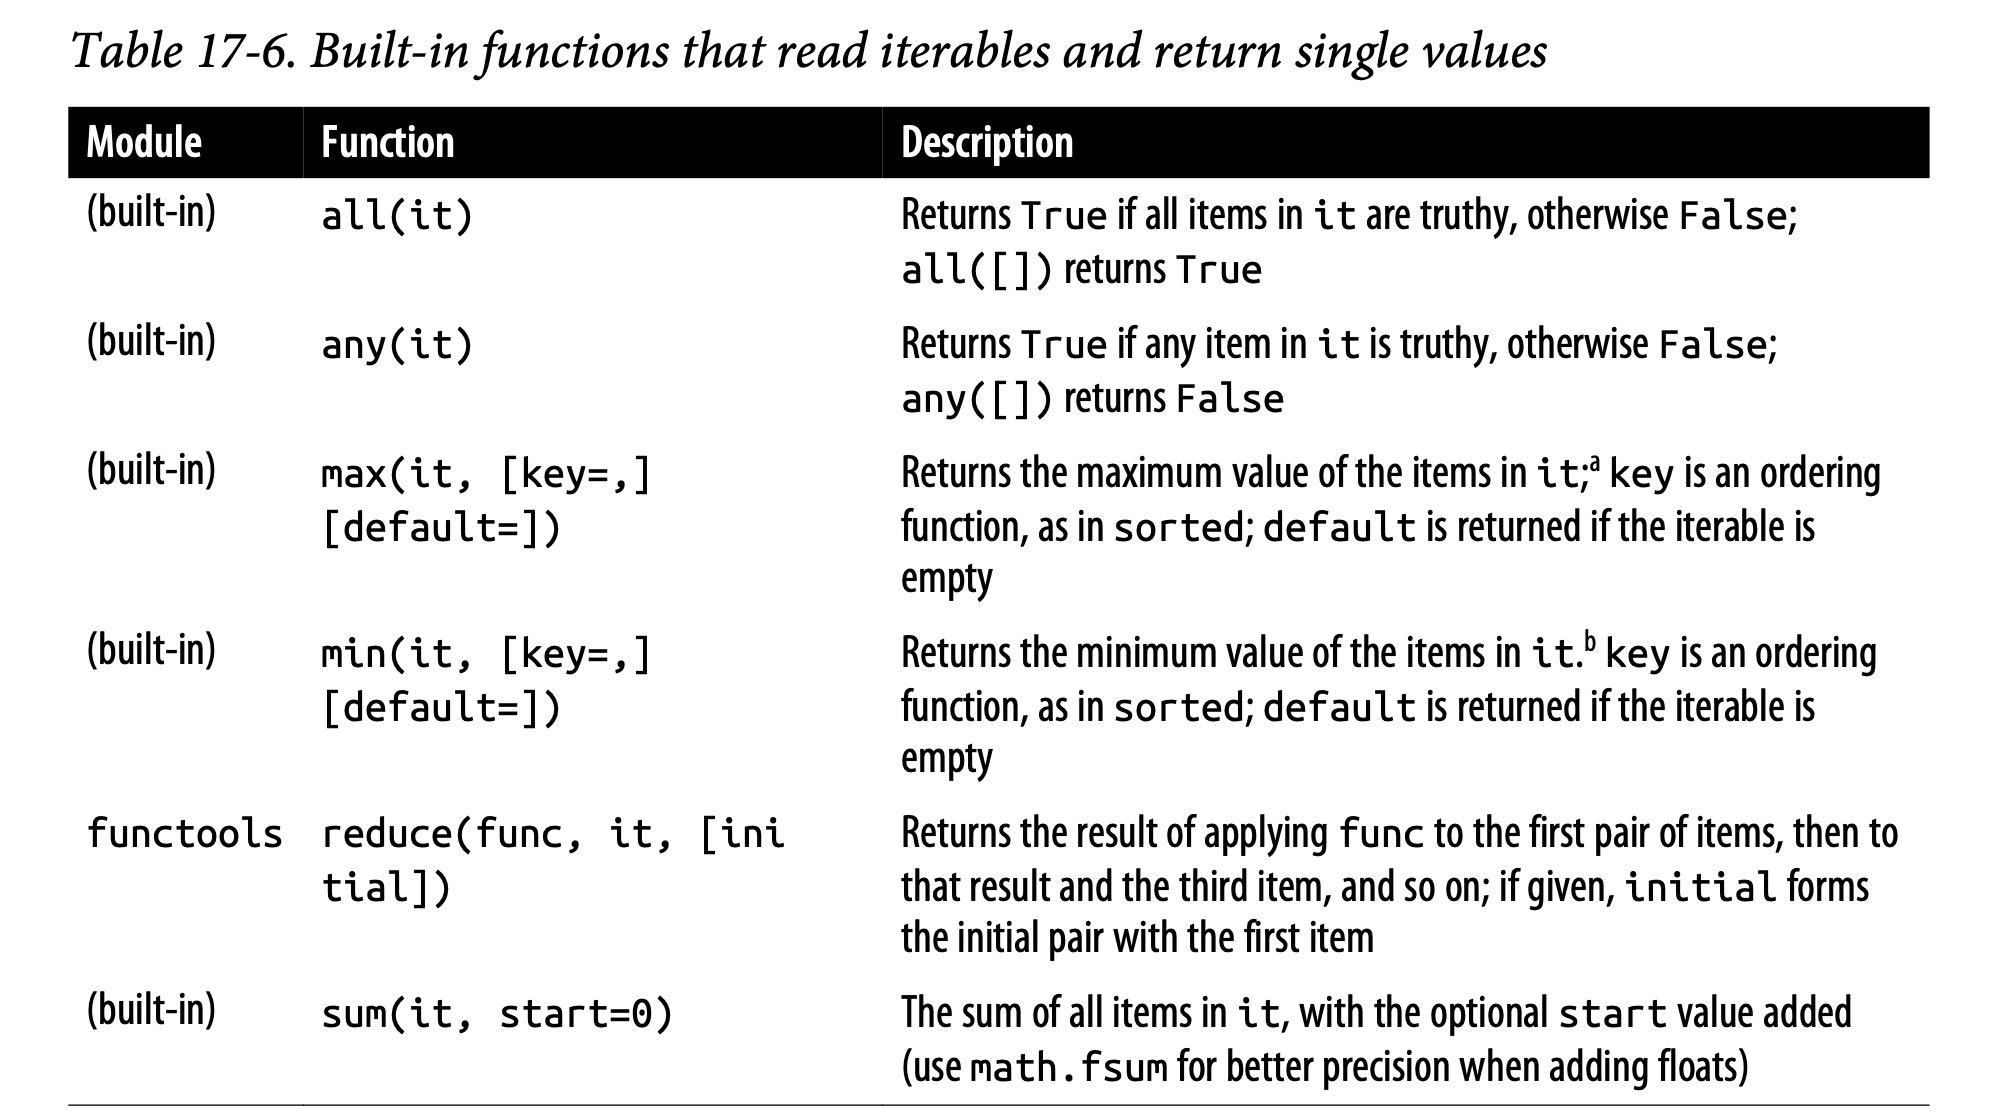 Table 17-6. Built-in functions that read iterables and return single values
Module Function Description
(built-in) all(it) Returns True if all items in it are truthy, otherwise False;
all([]) returns True
(built-in) any(it) Returns True if any item in it is truthy, otherwise False;
any([]) returns False
(built-in) max(it, [key=,] Returns the maximum value of the items in it;a key is an ordering
[default=]) function, as in sorted; default is returned if the iterable is
empty
(built-in) min(it, [key=,] Returns the minimum value of the items in it.b key is an ordering
[default=]) function, as in sorted; default is returned if the iterable is
empty
functools reduce(func, it, [ini Returns the result of applying func to the first pair of items, then to
tial]) that result and the third item, and so on; if given, initial forms
the initial pair with the first item
(built-in) sum(it, start=0) The sum of all items in it, with the optional start value added
(use math.fsum for better precision when adding floats)